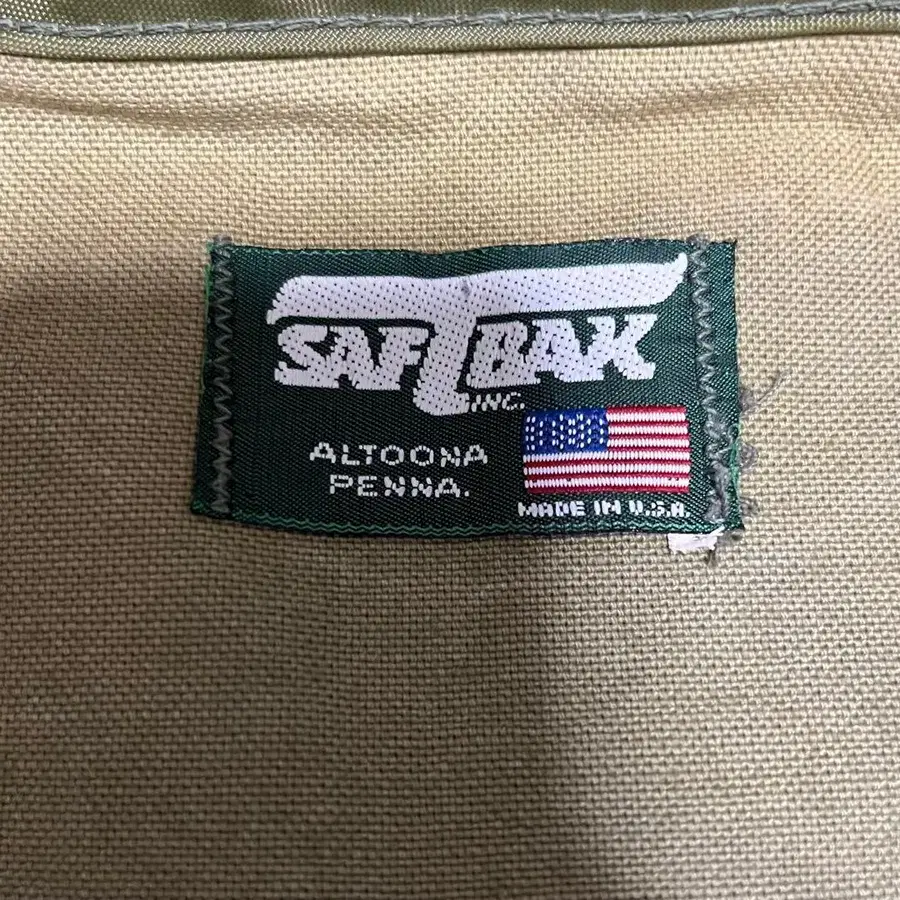 SAFTBAK
INC.
ALTOONA
PENNA.
MADE IN U.S.A.